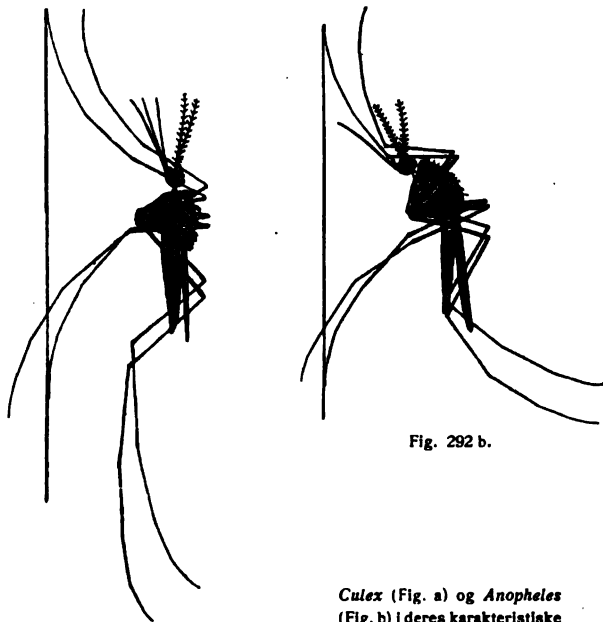 Fig. 292 b.
Culex (Fig. a) og Anopheles
(Fig. b) i deres karakteristiske